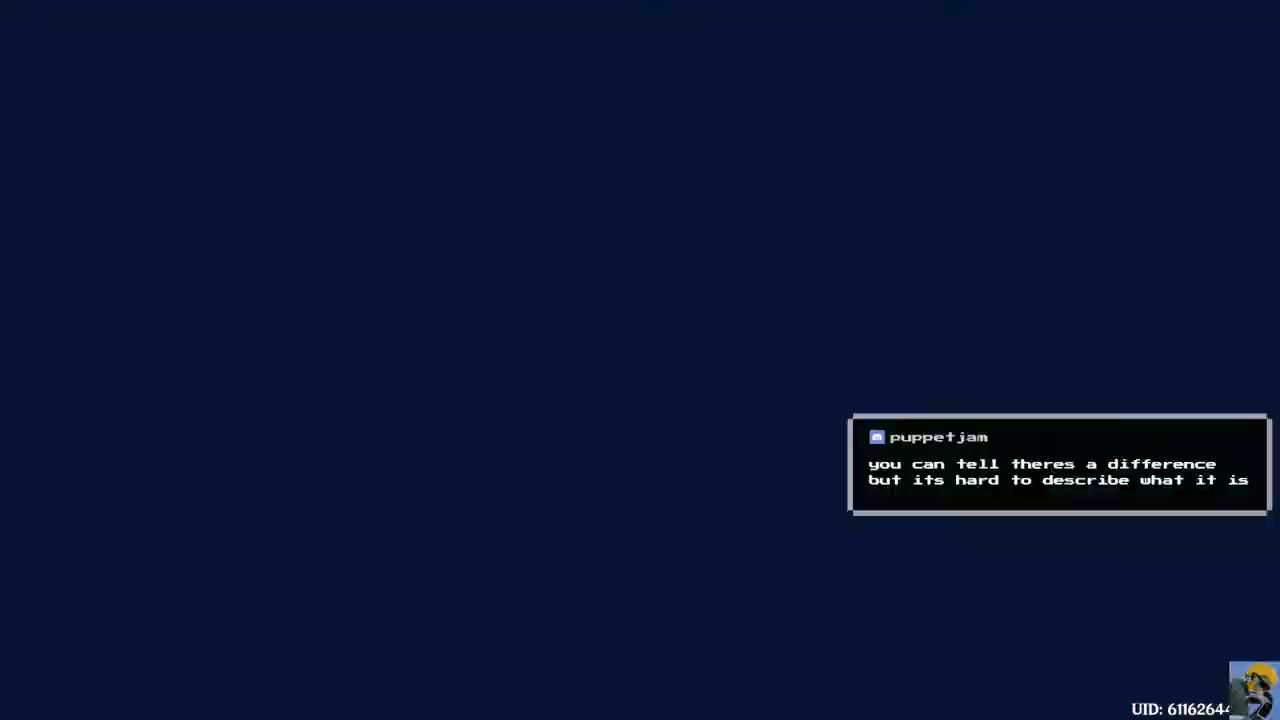 puppetjam
you can tell theres a difference
but its hard to describe what it is
UID: 6116264